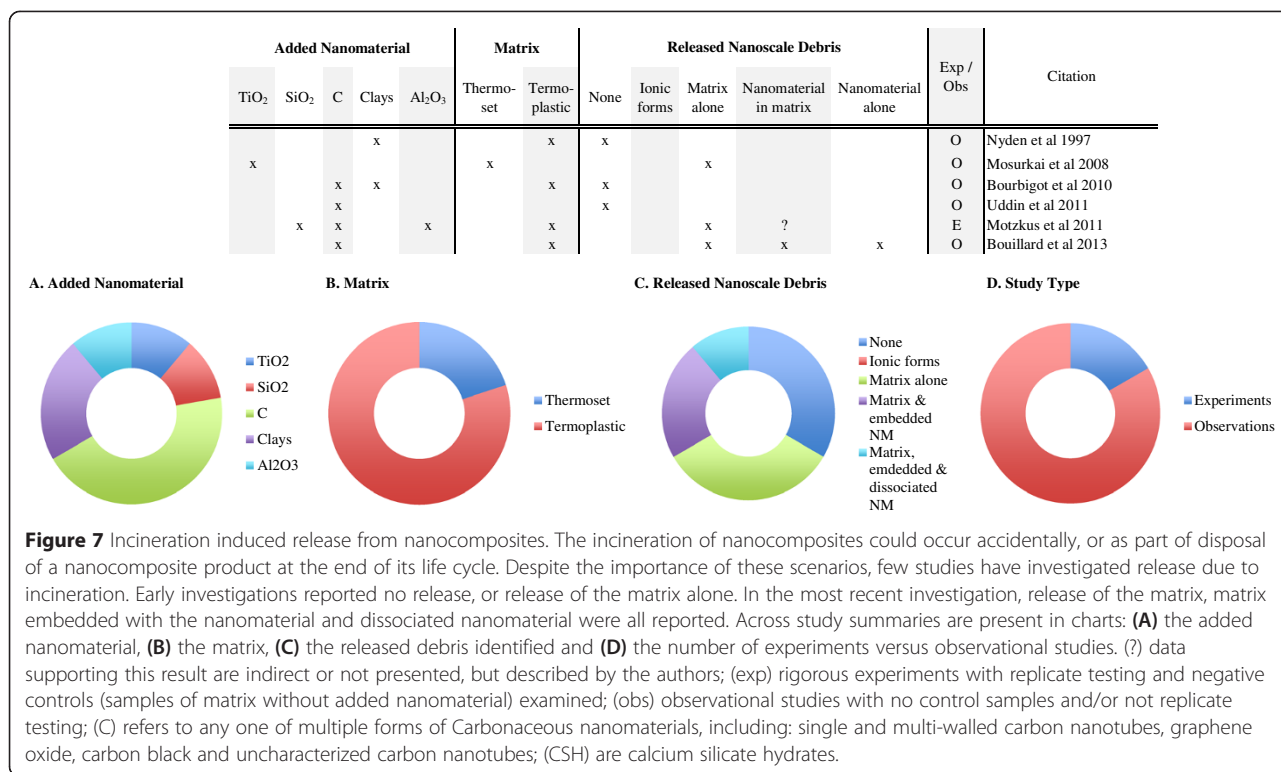 Added Nanomaterial Matrix Released Nanoscale Debris Exp / Obs Citation
TiO₂ SiO₂ C Clays Al₂O₃ Thermo-set Termo-plastic None Ionic forms Matrix alone Nanomaterial in matrix Nanomaterial alone
x x x O Nyden et al 1997
x x x O Mosurkai et al 2008
x x x x O Bourbigot et al 2010
x x O Uddin et al 2011
x x x x x ? E Motzkus et al 2011
x x x x x O Bouillard et al 2013
A. Added Nanomaterial
TiO2
SiO2
C
Clays
Al2O3
B. Matrix
Thermoset
Termoplastic
C. Released Nanoscale Debris
None
Ionic forms
Matrix alone
Matrix &
embedded
NM
Matrix,
emdedded &
dissociated
NM
D. Study Type
Experiments
Observations
Figure 7 Incineration induced release from nanocomposites. The incineration of nanocomposites could occur accidentally, or as part of disposal
of a nanocomposite product at the end of its life cycle. Despite the importance of these scenarios, few studies have investigated release due to
incineration. Early investigations reported no release, or release of the matrix alone. In the most recent investigation, release of the matrix, matrix
embedded with the nanomaterial and dissociated nanomaterial were all reported. Across study summaries are present in charts: (A) the added
nanomaterial, (B) the matrix, (C) the released debris identified and (D) the number of experiments versus observational studies. (?) data
supporting this result are indirect or not presented, but described by the authors; (exp) rigorous experiments with replicate testing and negative
controls (samples of matrix without added nanomaterial) examined; (obs) observational studies with no control samples and/or not replicate
testing; (C) refers to any one of multiple forms of Carbonaceous nanomaterials, including: single and multi-walled carbon nanotubes, graphene
oxide, carbon black and uncharacterized carbon nanotubes; (CSH) are calcium silicate hydrates.